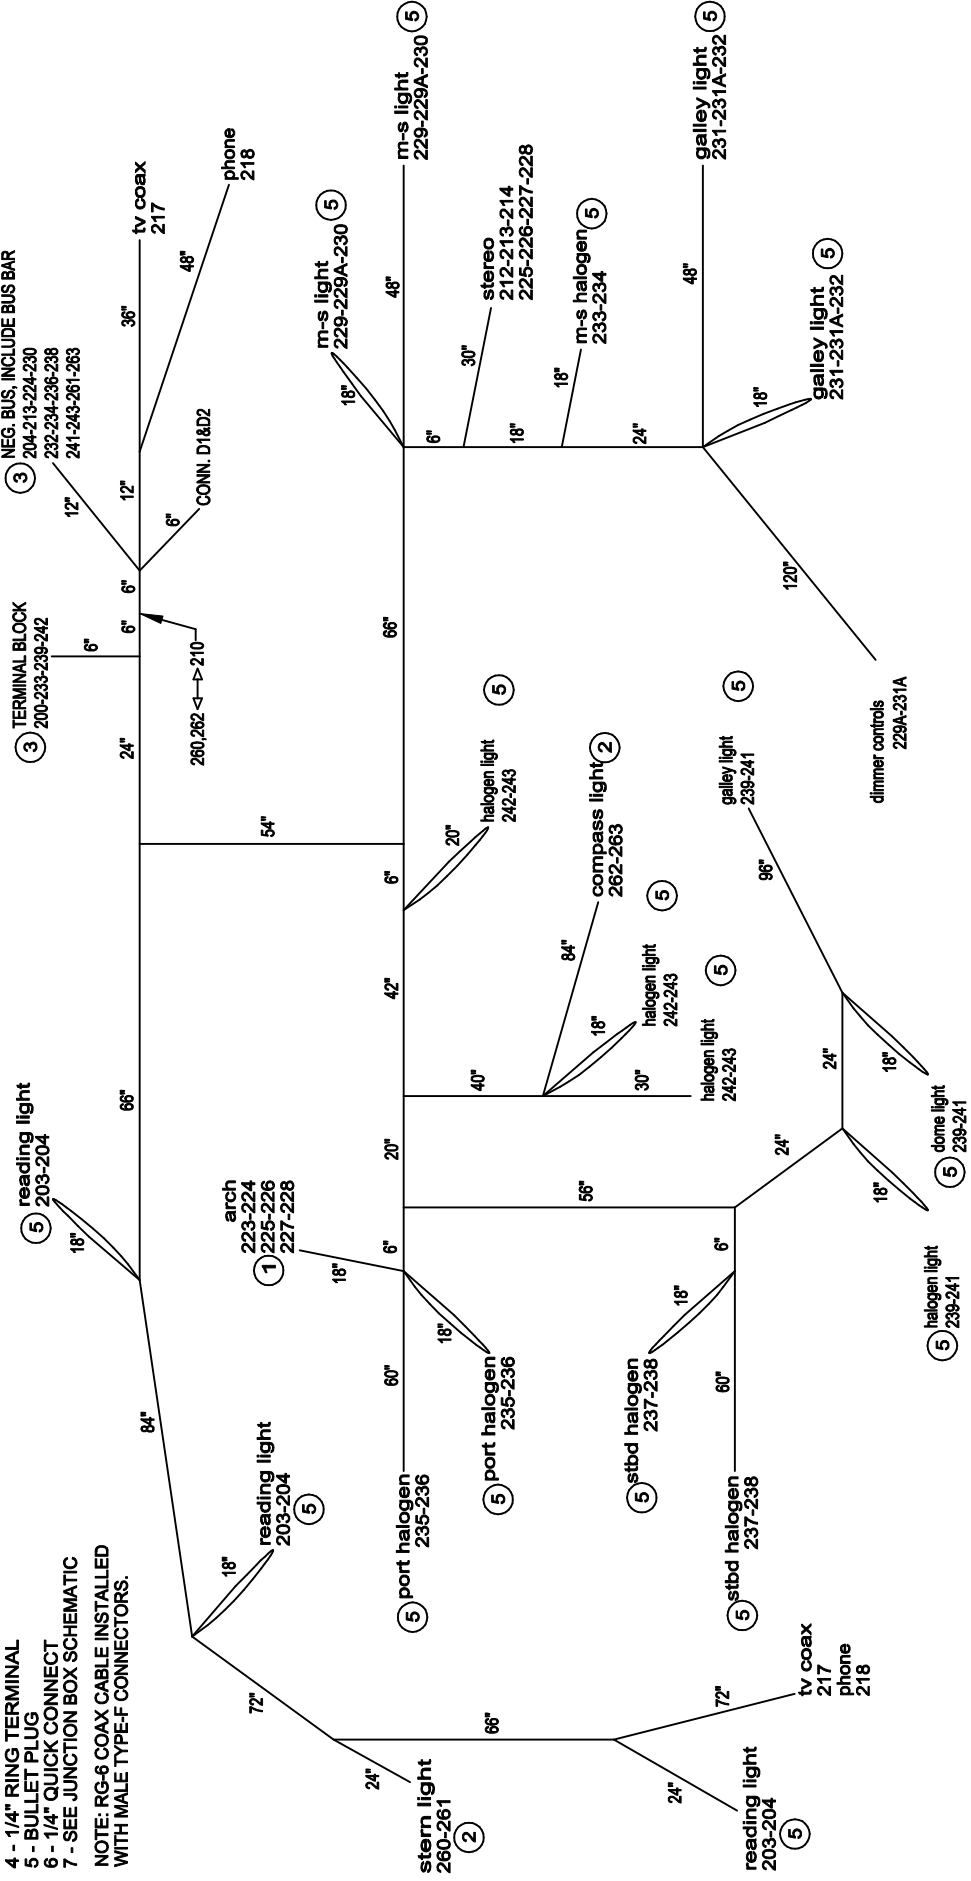 4 - 1/4" RING TERMINAL
5 - BULLET PLUG
6 - 1/4" QUICK CONNECT
7 - SEE JUNCTION BOX SCHEMATIC
NOTE: RG-6 COAX CABLE INSTALLED
WITH MALE TYPE-F CONNECTORS.
reading light
203-204
5
18"
84"
66"
reading light
203-204
5
18"
72"
stern light
260-261
2
24"
66"
reading light
203-204
5
24"
72"
tv coax
217
phone
218
3
TERMINAL BLOCK
200-233-239-242
6"
24"
6"
6"
260,262
210
3
NEG. BUS, INCLUDE BUS BAR
204-213-224-230
232-234-236-238
241-243-261-263
12"
6"
CONN. D1&D2
12"
36"
tv coax
217
48"
phone
218
54"
arch
223-224
1
225-226
227-228
18"
5
port halogen
235-236
60"
6"
18"
5
port halogen
235-236
20"
42"
6"
66"
20"
halogen light
242-243
5
40"
84"
compass light
2
262-263
18"
halogen light
242-243
5
30"
halogen light
242-243
5
56"
5
stbd halogen
237-238
18"
6"
60"
5
stbd halogen
237-238
24"
18"
5
halogen light
239-241
24"
18"
5
dome light
239-241
96"
galley light
239-241
5
m-s light
229-229A-230
5
18"
48"
m-s light
229-229A-230
5
6"
30"
stereo
212-213-214
225-226-227-228
18"
18"
m-s halogen
233-234
5
24"
48"
galley light
231-231A-232
5
18"
galley light
231-231A-232
5
120"
dimmer controls
229A-231A